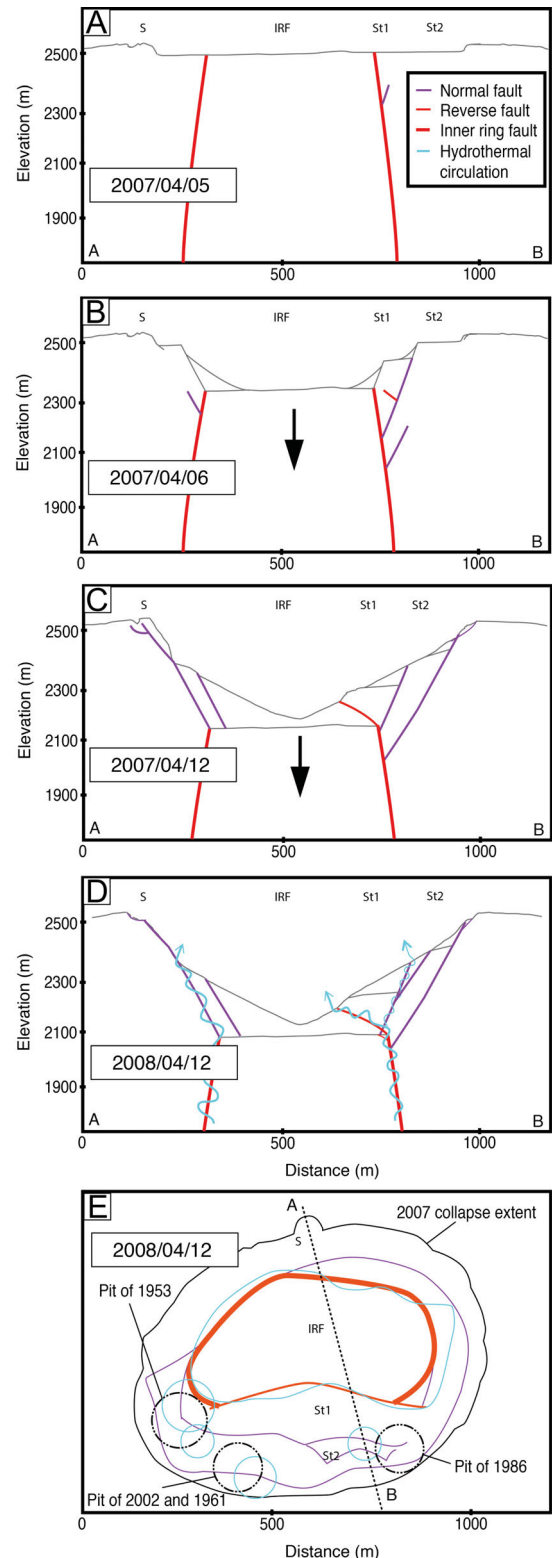 A
S IRF St1 St2
Elevation (m)
2500
2300
2100
1900
Normal fault
Reverse fault
Inner ring fault
Hydrothermal
circulation
2007/04/05
A B
0 500 1000
B
S IRF St1 St2
Elevation (m)
2500
2300
2100
1900
2007/04/06
A B
0 500 1000
C
S IRF St1 St2
Elevation (m)
2500
2300
2100
1900
2007/04/12
A B
0 500 1000
D
S IRF St1 St2
Elevation (m)
2500
2300
2100
1900
2008/04/12
A B
0 500 1000
Distance (m)
E
A
2007 collapse extent
2008/04/12
S
Pit of 1953
IRF
St1
St2
Pit of 1986
Pit of 2002 and 1961
B
0 500 1000
Distance (m)